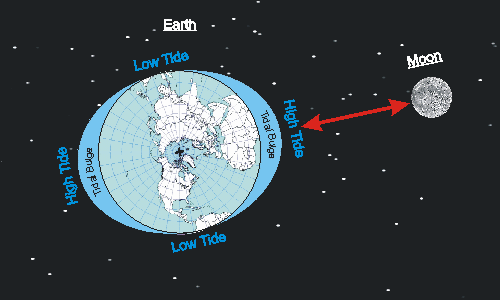 Earth
Low Tide
Moon
High Tide
Tidal Bulge
Tidal Bulge
High Tide
Low Tide